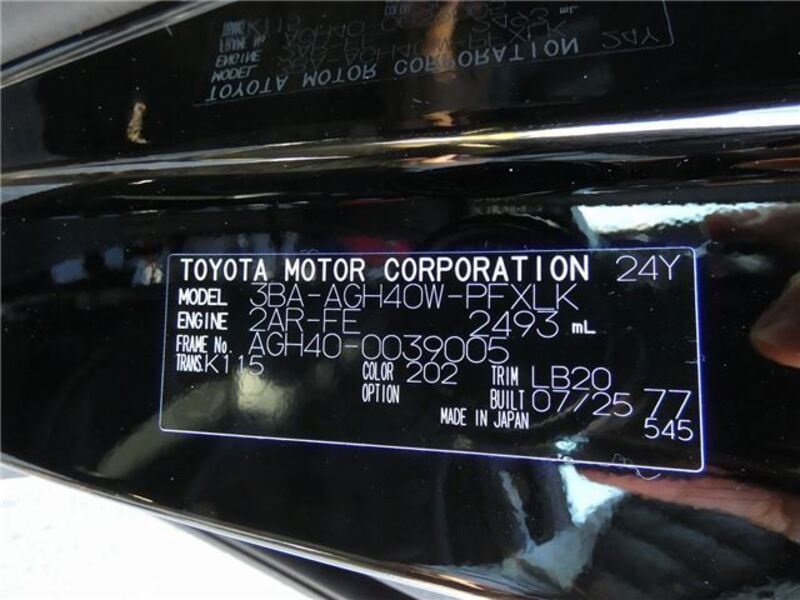 TOYOTA MOTOR CORPORATION 24Y
MODEL 3BA-AGH40W-PFXLK
ENGINE 2AR-FE 2493 mL
FRAME No. AGH40-0039005
TRANS. K115 COLOR 202 TRIM LB20
OPTION BUILT 07/25 77
MADE IN JAPAN 545